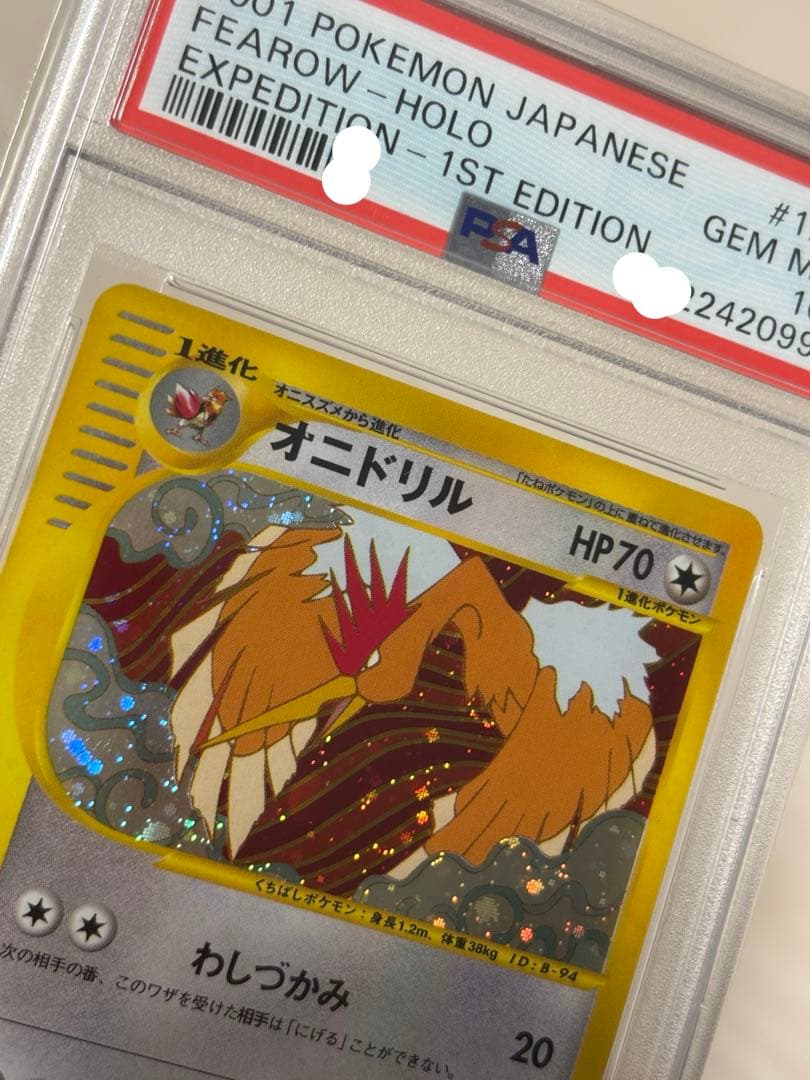 001 POKEMON JAPANESE
FEAROW - HOLO
EXPEDITION - 1ST EDITION
#1
GEM M
10
2242099
PSA
1進化
オニスズメから進化
オニドリル
「たねポケモン」の上に重ねて進化させます
HP70
1進化ポケモン
くちばしポケモン：身長1.2m、体重38kg ID:B-94
わしづかみ
20
次の相手の番、このワザを受けた相手は「にげる」ことができない。